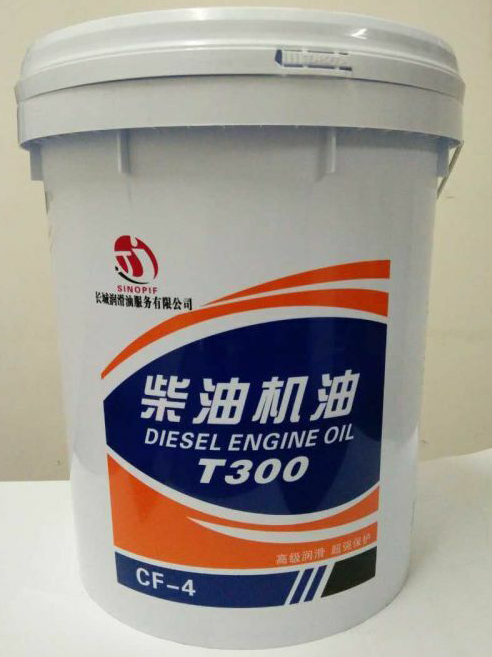 SINOPIF
长城润滑油服务有限公司
柴油机油
DIESEL ENGINE OIL
T300
高级润滑 超强保护
CF-4